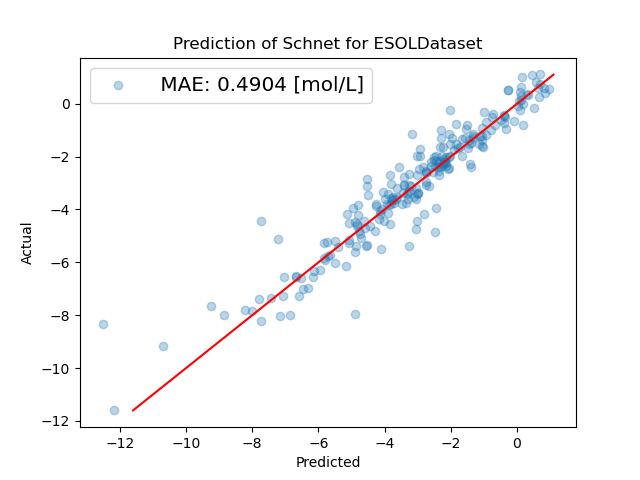 Prediction of Schnet for ESOLDataset
MAE: 0.4904 [mol/L]
0
−2
−4
−6
−8
−10
−12
Actual
−12 −10 −8 −6 −4 −2 0
Predicted